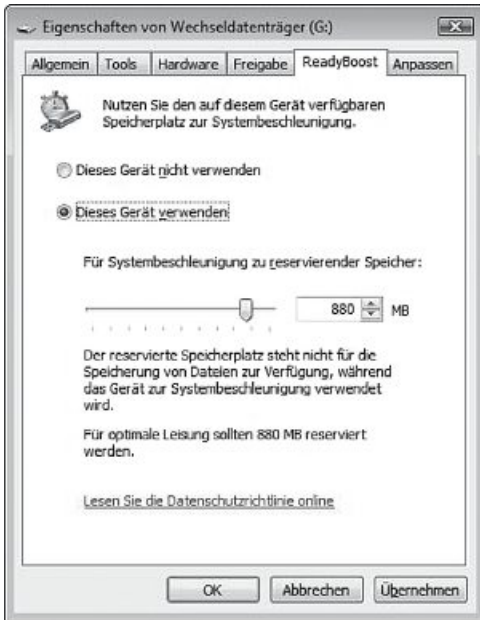 Eigenschaften von Wechseldatenträger (G:)
Allgemein Tools Hardware Freigabe ReadyBoost Anpassen
Nutzen Sie den auf diesem Gerät verfügbaren
Speicherplatz zur Systembeschleunigung.
Dieses Gerät nicht verwenden
Dieses Gerät verwenden
Für Systembeschleunigung zu reservierender Speicher:
880 MB
Der reservierte Speicherplatz steht nicht für die
Speicherung von Dateien zur Verfügung, während
das Gerät zur Systembeschleunigung verwendet
wird.
Für optimale Leisung sollten 880 MB reserviert
werden.
Lesen Sie die Datenschutzrichtlinie online
OK Abbrechen Übernehmen